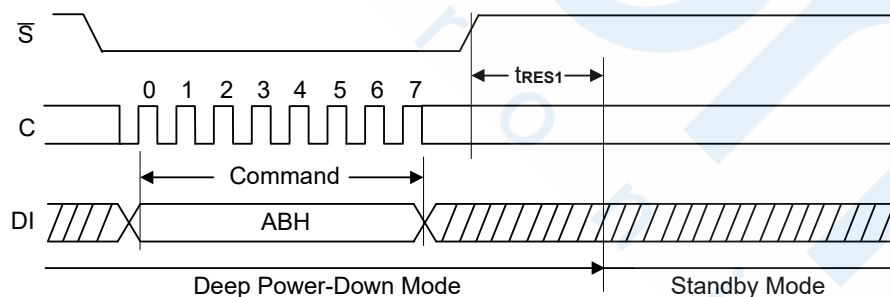 S
tRES1
0 1 2 3 4 5 6 7
C
Command
DI
ABH
Deep Power-Down Mode Standby Mode